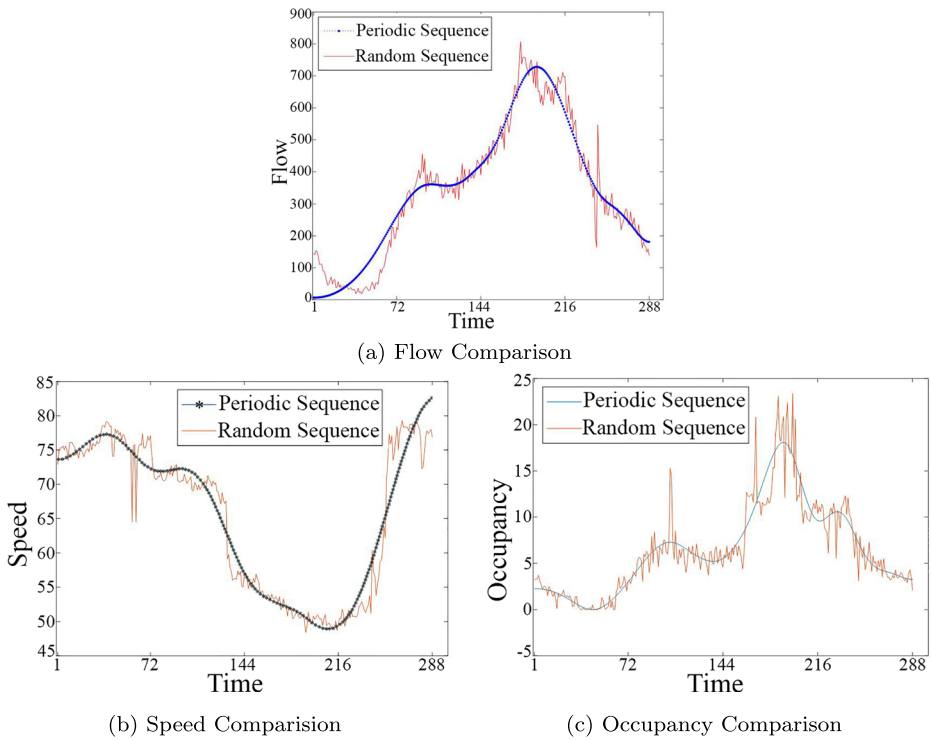 900
800
700
600
500
400
300
200
100
0
Flow
Periodic Sequence
Random Sequence
1 72 144 216 288
Time
(a) Flow Comparison
85
80
75
70
65
60
55
50
45
Speed
Periodic Sequence
Random Sequence
1 72 144 216 288
Time
(b) Speed Comparision
25
20
15
10
5
0
-5
Occupancy
Periodic Sequence
Random Sequence
1 72 144 216 288
Time
(c) Occupancy Comparison